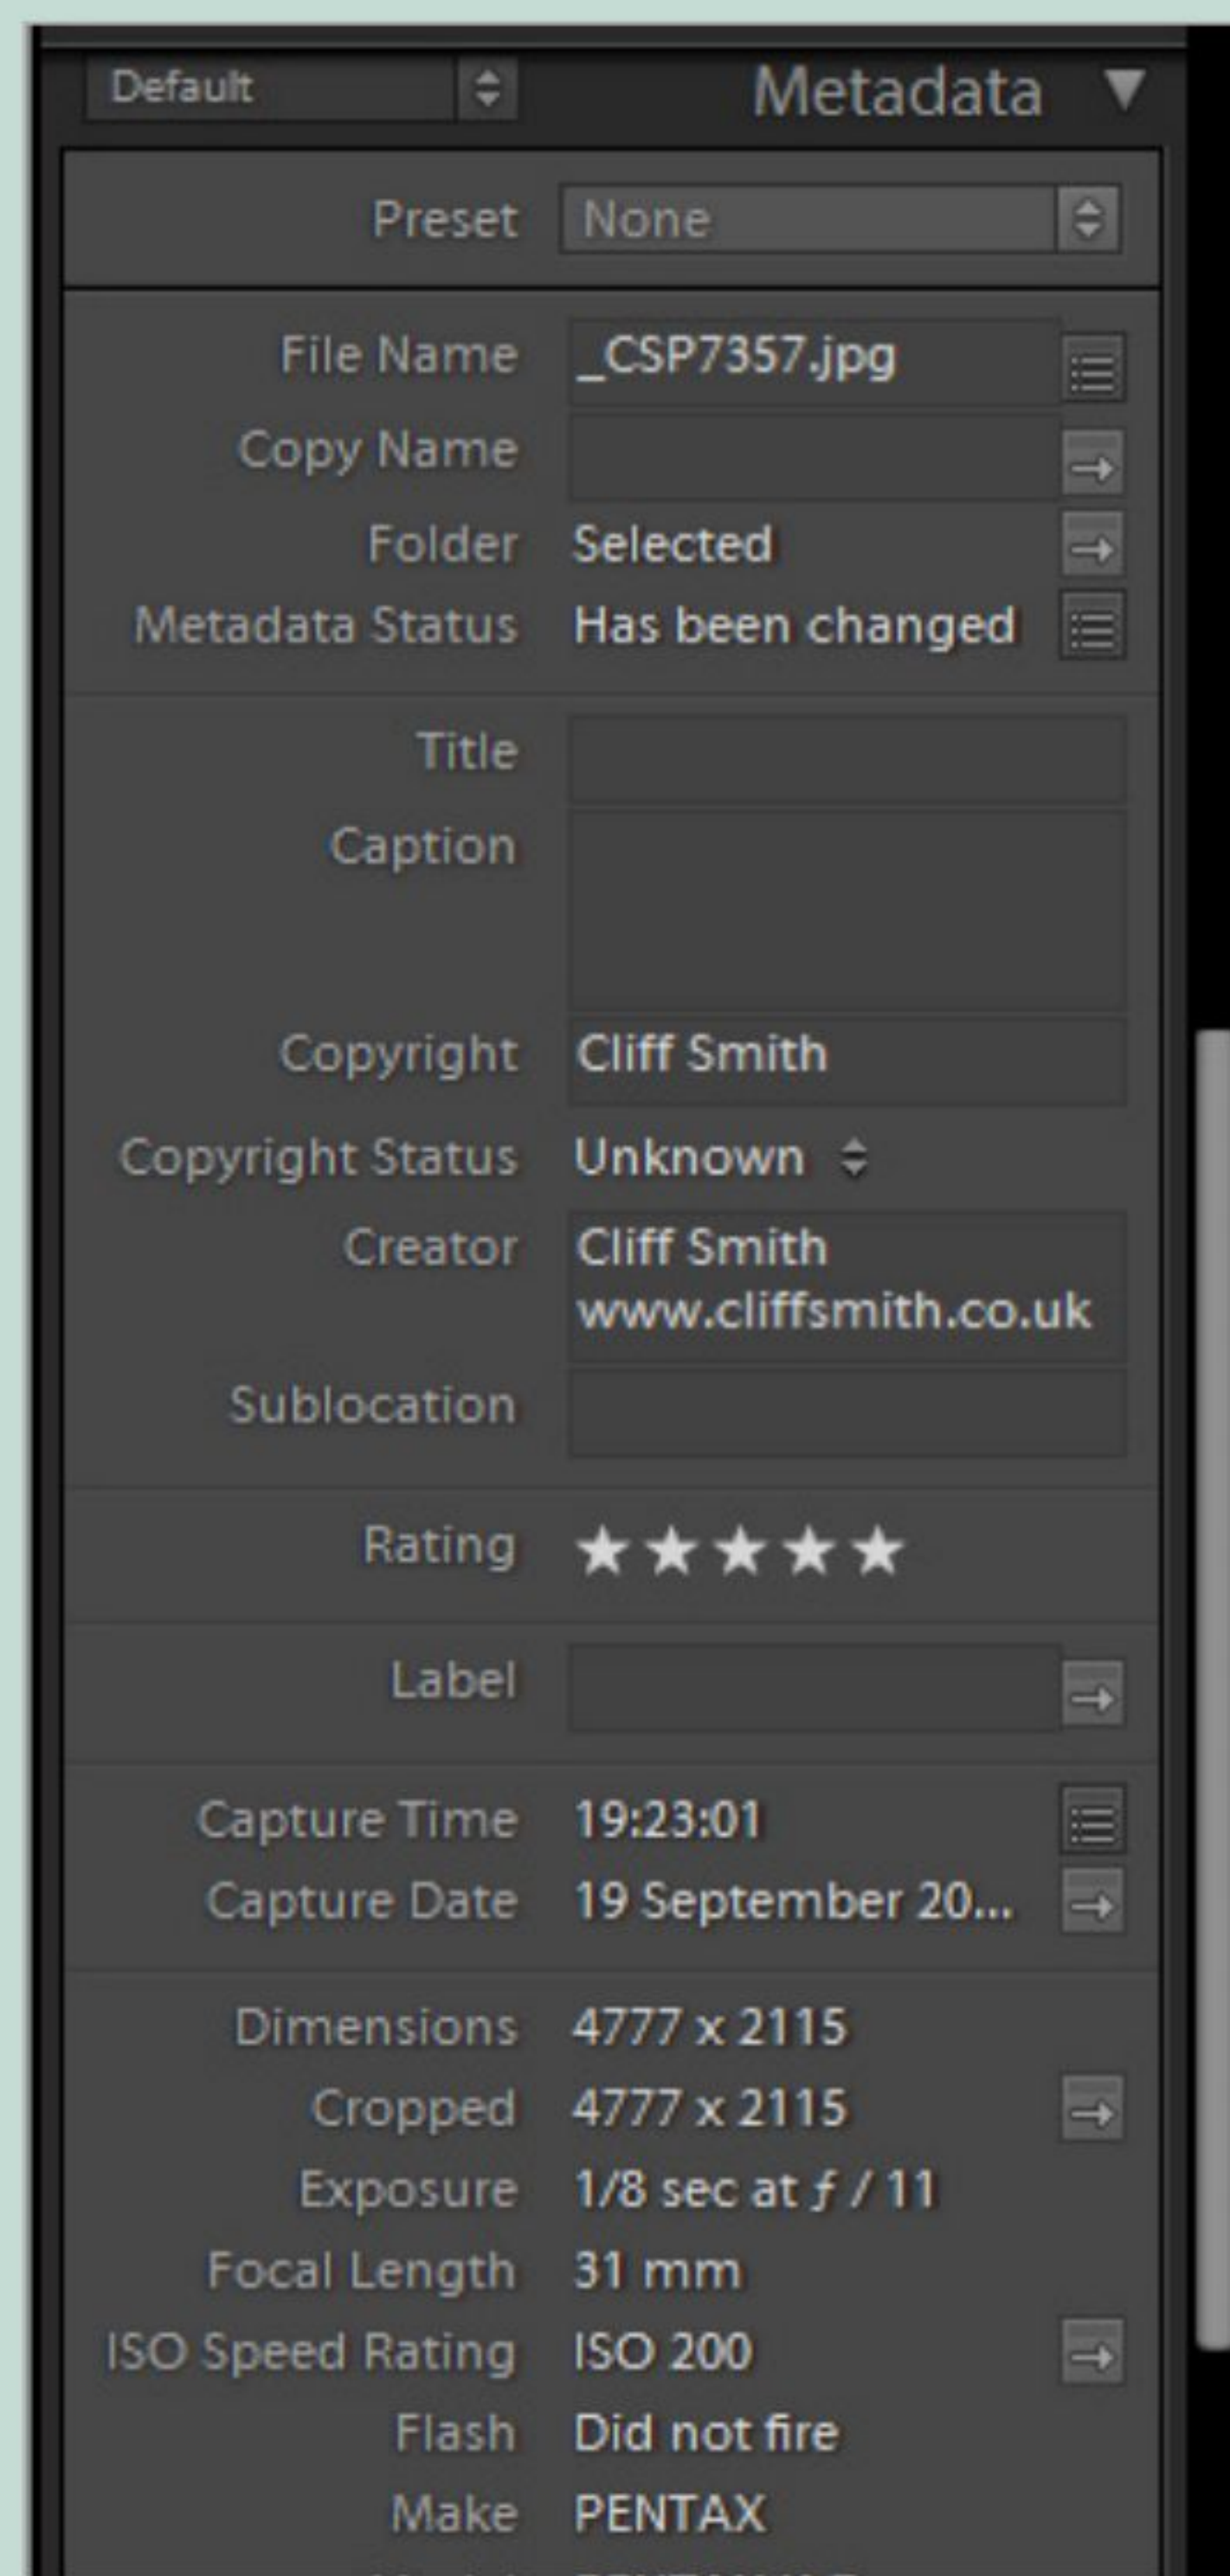 Default Metadata
Preset None
File Name _CSP7357.jpg
Copy Name
Folder Selected
Metadata Status Has been changed
Title
Caption
Copyright Cliff Smith
Copyright Status Unknown
Creator Cliff Smith
www.cliffsmith.co.uk
Sublocation
Rating ★★★★★
Label
Capture Time 19:23:01
Capture Date 19 September 20...
Dimensions 4777 x 2115
Cropped 4777 x 2115
Exposure 1/8 sec at ƒ / 11
Focal Length 31 mm
ISO Speed Rating ISO 200
Flash Did not fire
Make PENTAX